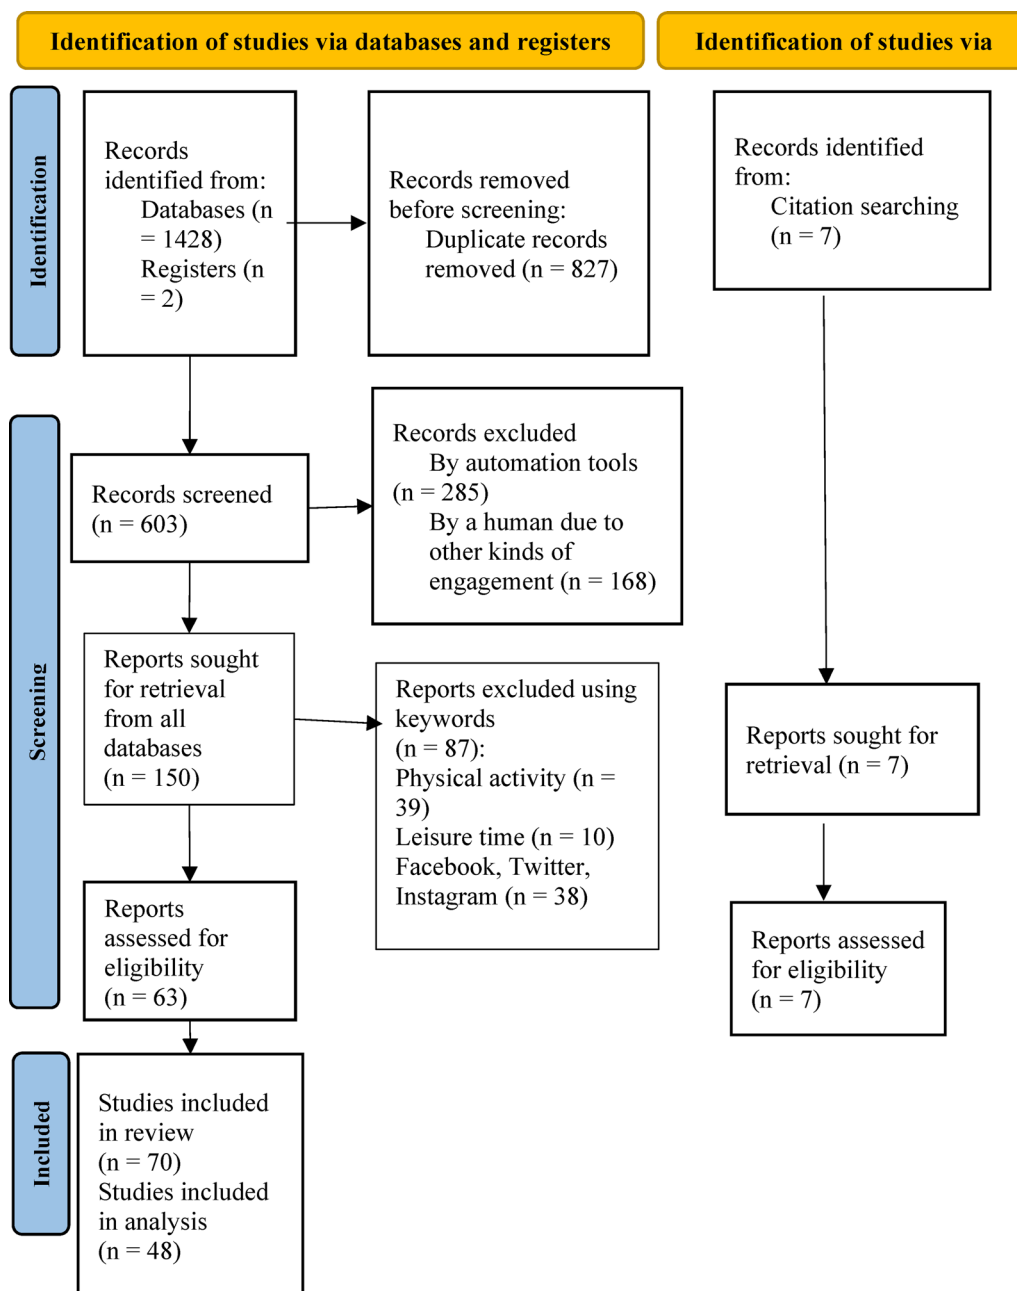 Identification of studies via databases and registers
Identification of studies via
Identification
Records
identified from:
Databases (n
= 1428)
Registers (n
= 2)
Records removed
before screening:
Duplicate records
removed (n = 827)
Records identified
from:
Citation searching
(n = 7)
Screening
Records screened
(n = 603)
Records excluded
By automation tools
(n = 285)
By a human due to
other kinds of
engagement (n = 168)
Reports sought
for retrieval
from all
databases
(n = 150)
Reports excluded using
keywords
(n = 87):
Physical activity (n =
39)
Leisure time (n = 10)
Facebook, Twitter,
Instagram (n = 38)
Reports sought for
retrieval (n = 7)
Reports
assessed for
eligibility
(n = 63)
Reports assessed
for eligibility
(n = 7)
Included
Studies included
in review
(n = 70)
Studies included
in analysis
(n = 48)